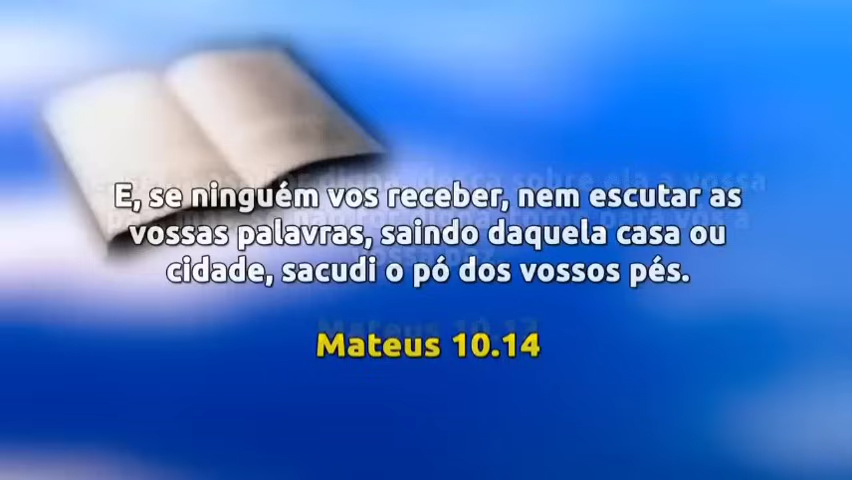 E, se ninguém vos receber, nem escutar as
vossas palavras, saindo daquela casa ou
cidade, sacudi o pó dos vossos pés.
Mateus 10.14